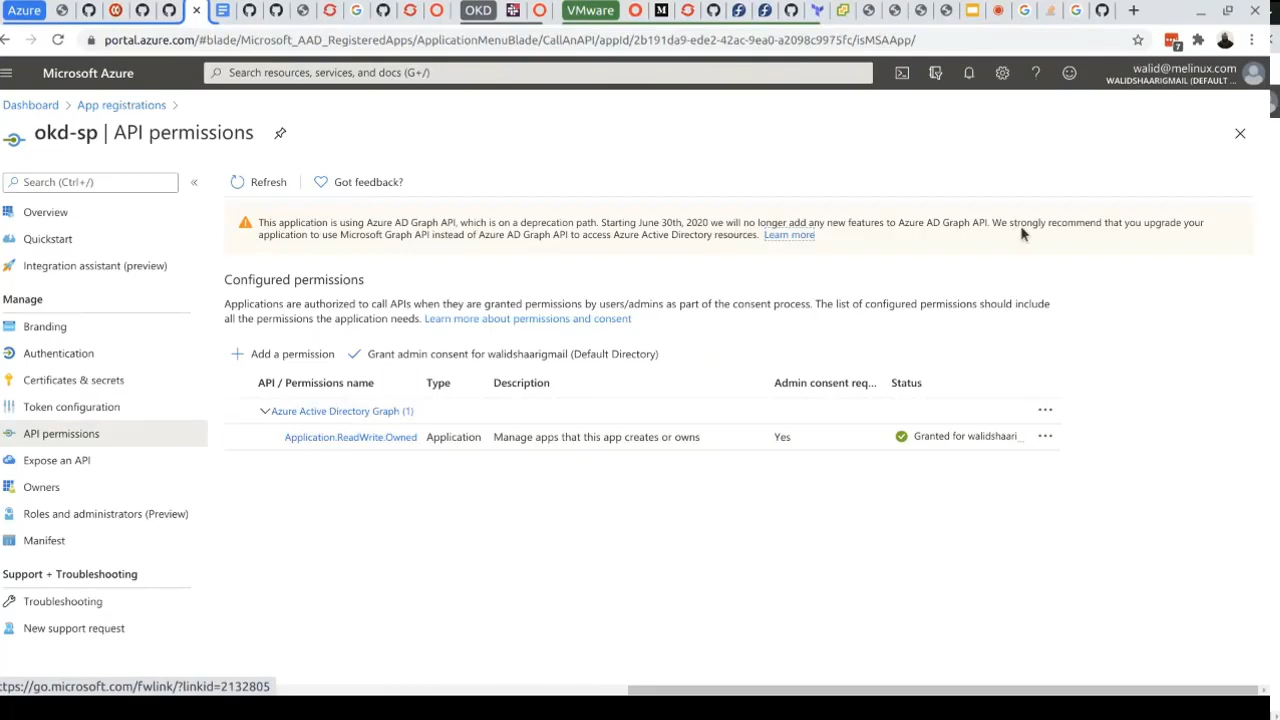 Azure
OKD
VMware
portal.azure.com/#blade/Microsoft_AAD_RegisteredApps/ApplicationMenuBlade/CallAnAPI/appId/2b191da9-ede2-42ac-9ea0-a2098c9975fc/isMSAApp/
7
Microsoft Azure
Search resources, services, and docs (G+/)
walid@melinux.com
WALIDSHAARIGMAIL (DEFAULT ...
Dashboard > App registrations >
okd-sp | API permissions
Search (Ctrl+/)
«
Refresh
Got feedback?
Overview
Quickstart
Integration assistant (preview)
Manage
Branding
Authentication
Certificates & secrets
Token configuration
API permissions
Expose an API
Owners
Roles and administrators (Preview)
Manifest
Support + Troubleshooting
Troubleshooting
New support request
This application is using Azure AD Graph API, which is on a deprecation path. Starting June 30th, 2020 we will no longer add any new features to Azure AD Graph API. We strongly recommend that you upgrade your
application to use Microsoft Graph API instead of Azure AD Graph API to access Azure Active Directory resources. Learn more
Configured permissions
Applications are authorized to call APIs when they are granted permissions by users/admins as part of the consent process. The list of configured permissions should include
all the permissions the application needs. Learn more about permissions and consent
Add a permission
Grant admin consent for walidshaarigmail (Default Directory)
API / Permissions name Type Description Admin consent req... Status
Azure Active Directory Graph (1)
Application.ReadWrite.Owned Application Manage apps that this app creates or owns Yes Granted for walidshaari...
ttps://go.microsoft.com/fwlink/?linkid=2132805